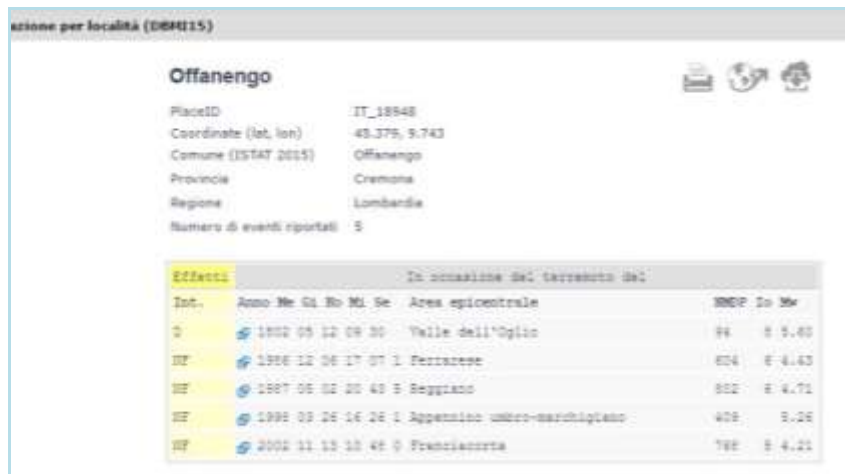 azione per località (DBMI15)
Offanengo
PlaceID IT_18948
Coordinate (lat, lon) 45.379, 9.743
Comune (ISTAT 2015) Offanengo
Provincia Cremona
Regione Lombardia
Numero di eventi riportati 5
Effetti In occasione del terremoto del
Int. Anno Me Gi Ho Mi Se Area epicentrale NMDP Io Mw
1802 05 12 09 30 Valle dell'Oglio 94 8 5.60
NF 12 17 07 1 Ferrarese 604 6 4.43
NF 1987 05 02 20 43 5 Reggiano 802 6 4.71
NF 1998 03 26 16 26 1 Appennino umbro-marchigiano 409 5.26
NF 2002 11 13 10 48 0 Franciacorta 768 5 4.21